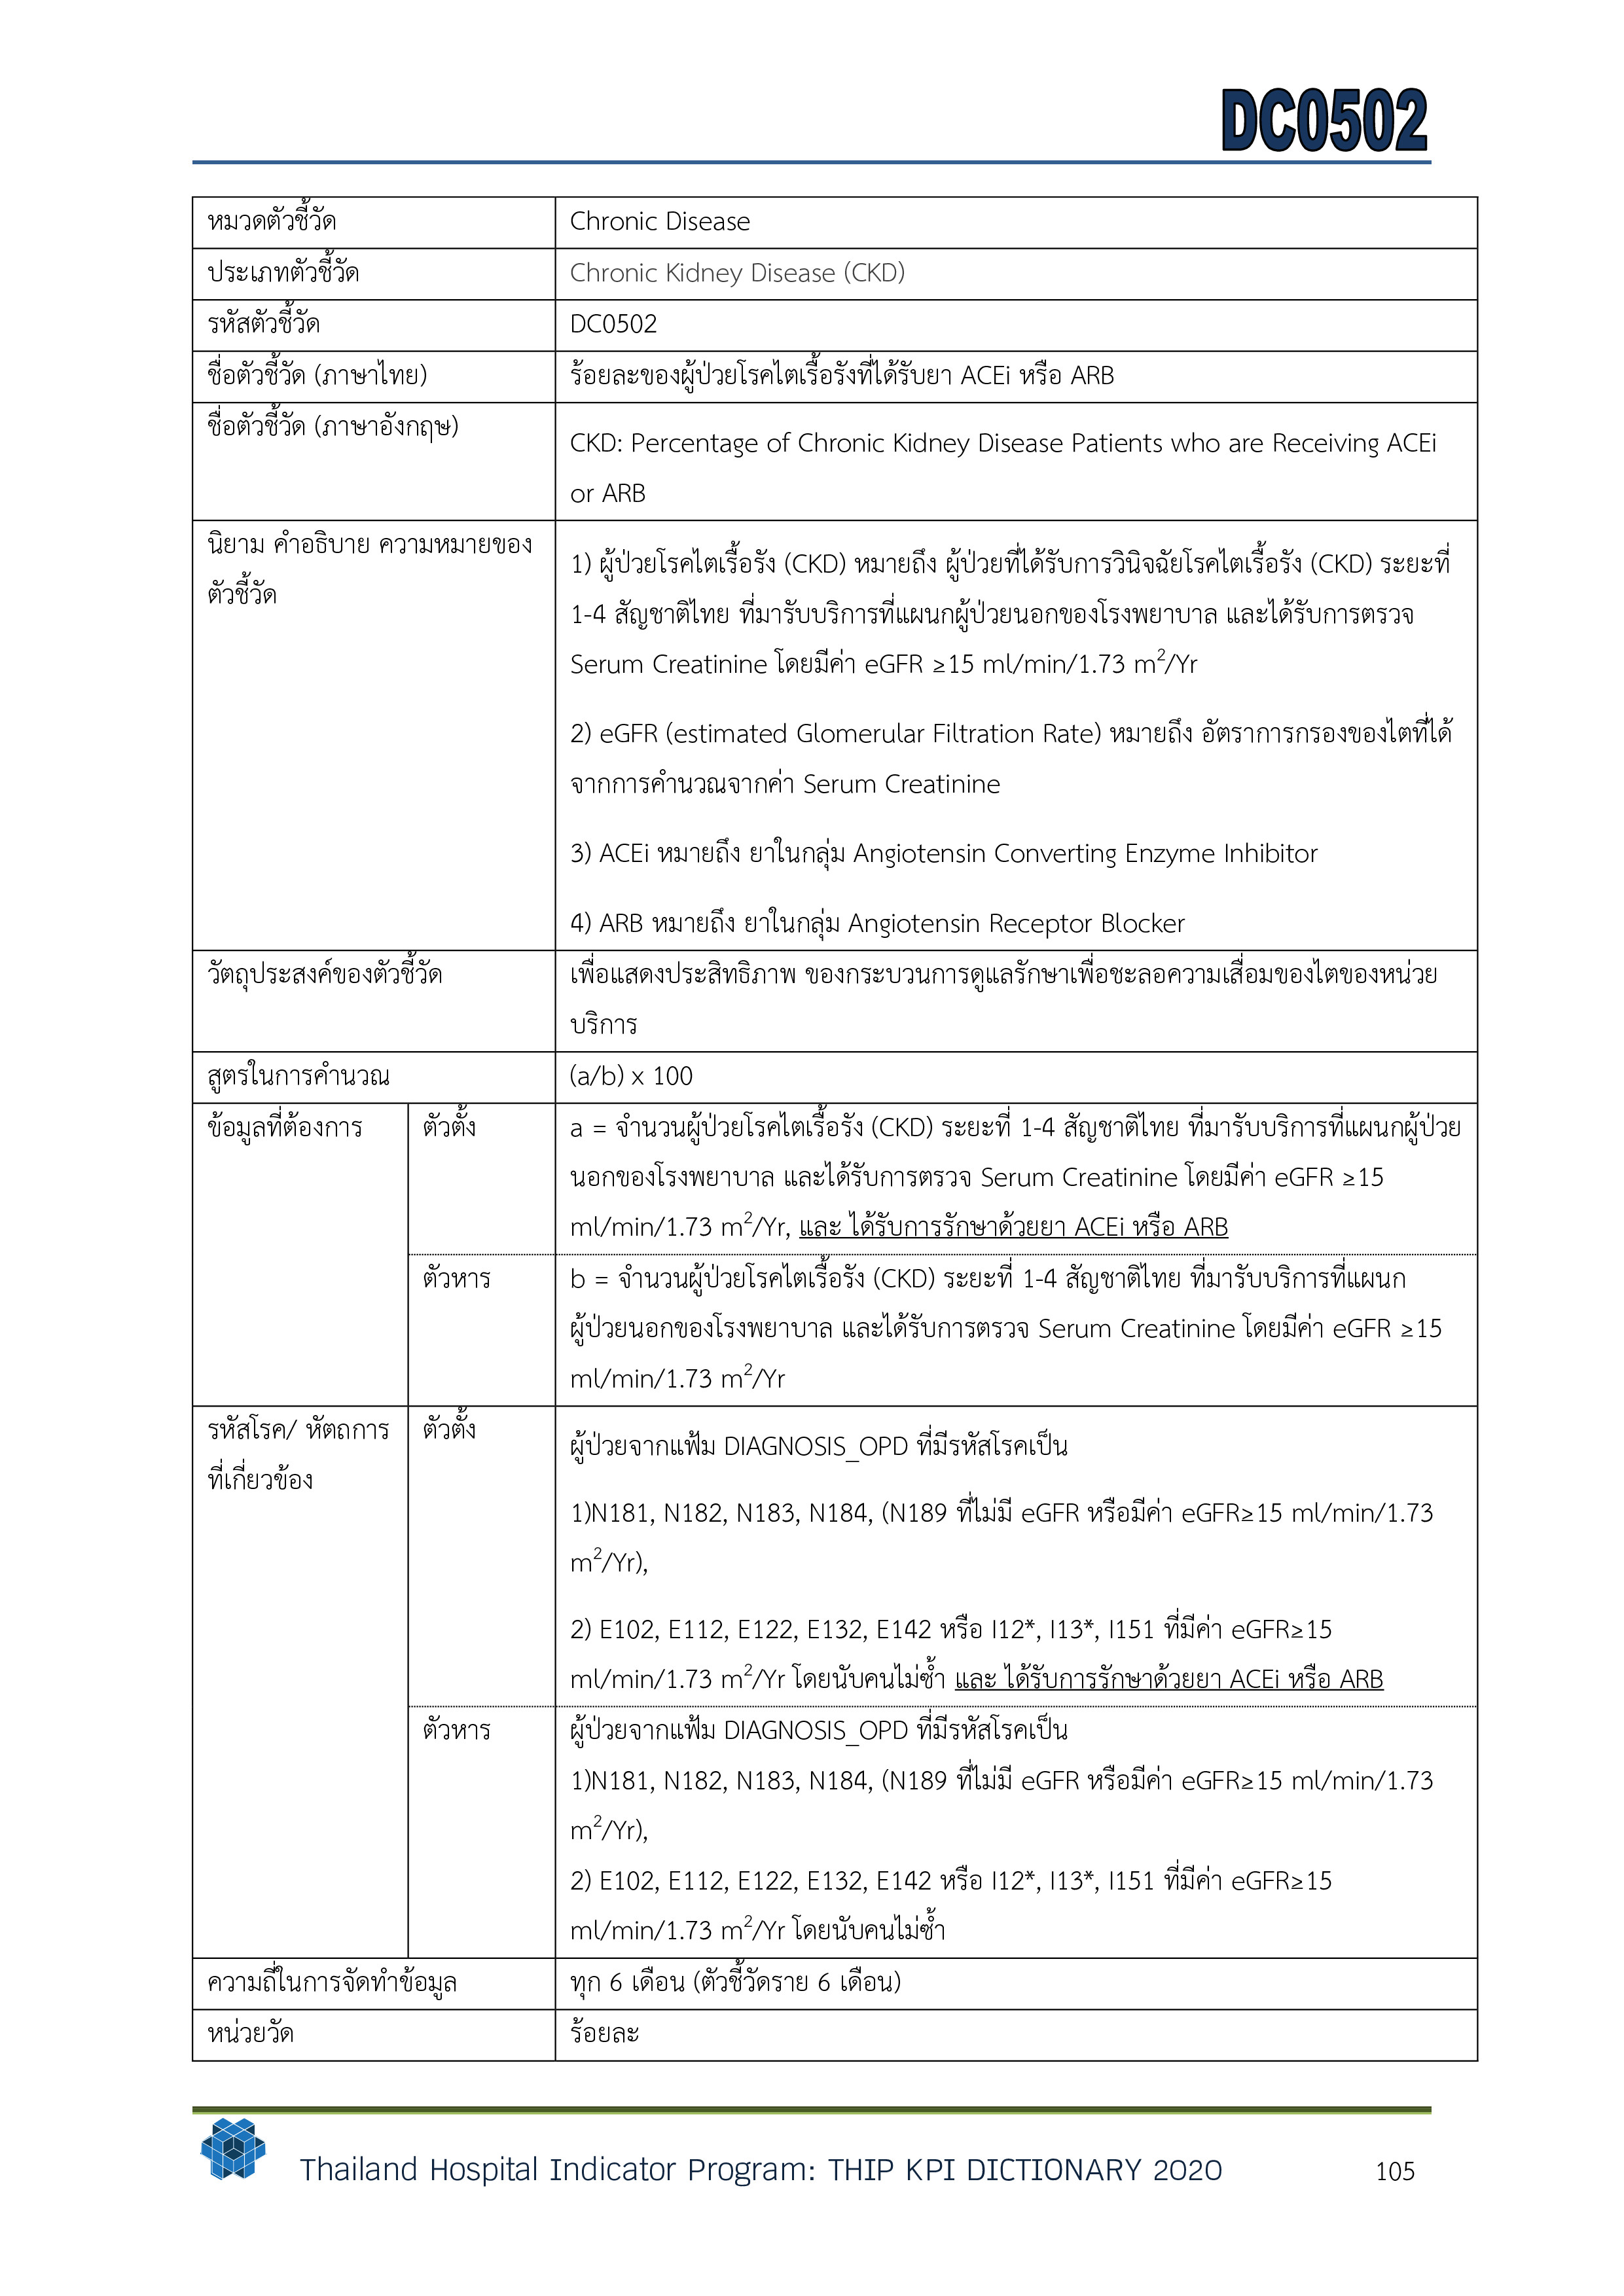 DC0502
หมวดตัวชี้วัด
Chronic Disease
ประเภทตัวชี้วัด
Chronic Kidney Disease (CKD)
รหัสตัวชี้วัด
DC0502
ชื่อตัวชี้วัด (ภาษาไทย)
ร้อยละของผู้ป่วยโรคไตเรื้อรังที่ได้รับยา ACEi หรือ ARB
ชื่อตัวชี้วัด (ภาษาอังกฤษ)
CKD: Percentage of Chronic Kidney Disease Patients who are Receiving ACEi
or ARB
นิยาม คำอธิบาย ความหมายของ
ตัวชี้วัด
1) ผู้ป่วยโรคไตเรื้อรัง (CKD) หมายถึง ผู้ป่วยที่ได้รับการวินิจฉัยโรคไตเรื้อรัง (CKD) ระยะที่
1-4 สัญชาติไทย ที่มารับบริการที่แผนกผู้ป่วยนอกของโรงพยาบาล และได้รับการตรวจ
Serum Creatinine โดยมีค่า eGFR ≥15 ml/min/1.73 m²/Yr
2) eGFR (estimated Glomerular Filtration Rate) หมายถึง อัตราการกรองของไตที่ได้
จากการคำนวณจากค่า Serum Creatinine
3) ACEi หมายถึง ยาในกลุ่ม Angiotensin Converting Enzyme Inhibitor
4) ARB หมายถึง ยาในกลุ่ม Angiotensin Receptor Blocker
วัตถุประสงค์ของตัวชี้วัด
เพื่อแสดงประสิทธิภาพ ของกระบวนการดูแลรักษาเพื่อชะลอความเสื่อมของไตของหน่วย
บริการ
สูตรในการคำนวณ
(a/b) x 100
ข้อมูลที่ต้องการ
ตัวตั้ง
a = จำนวนผู้ป่วยโรคไตเรื้อรัง (CKD) ระยะที่ 1-4 สัญชาติไทย ที่มารับบริการที่แผนกผู้ป่วย
นอกของโรงพยาบาล และได้รับการตรวจ Serum Creatinine โดยมีค่า eGFR ≥15
ml/min/1.73 m²/Yr, และ ได้รับการรักษาด้วยยา ACEi หรือ ARB
ตัวหาร
b = จำนวนผู้ป่วยโรคไตเรื้อรัง (CKD) ระยะที่ 1-4 สัญชาติไทย ที่มารับบริการที่แผนก
ผู้ป่วยนอกของโรงพยาบาล และได้รับการตรวจ Serum Creatinine โดยมีค่า eGFR ≥15
ml/min/1.73 m²/Yr
รหัสโรค/ หัตถการ
ที่เกี่ยวข้อง
ตัวตั้ง
ผู้ป่วยจากแฟ้ม DIAGNOSIS_OPD ที่มีรหัสโรคเป็น
1)N181, N182, N183, N184, (N189 ที่ไม่มี eGFR หรือมีค่า eGFR≥15 ml/min/1.73
m²/Yr),
2) E102, E112, E122, E132, E142 หรือ I12*, I13*, I151 ที่มีค่า eGFR≥15
ml/min/1.73 m²/Yr โดยนับคนไม่ซ้ำ และ ได้รับการรักษาด้วยยา ACEi หรือ ARB
ตัวหาร
ผู้ป่วยจากแฟ้ม DIAGNOSIS_OPD ที่มีรหัสโรคเป็น
1)N181, N182, N183, N184, (N189 ที่ไม่มี eGFR หรือมีค่า eGFR≥15 ml/min/1.73
m²/Yr),
2) E102, E112, E122, E132, E142 หรือ I12*, I13*, I151 ที่มีค่า eGFR≥15
ml/min/1.73 m²/Yr โดยนับคนไม่ซ้ำ
ความถี่ในการจัดทำข้อมูล
ทุก 6 เดือน (ตัวชี้วัดราย 6 เดือน)
หน่วยวัด
ร้อยละ
Thailand Hospital Indicator Program: THIP KPI DICTIONARY 2020
105